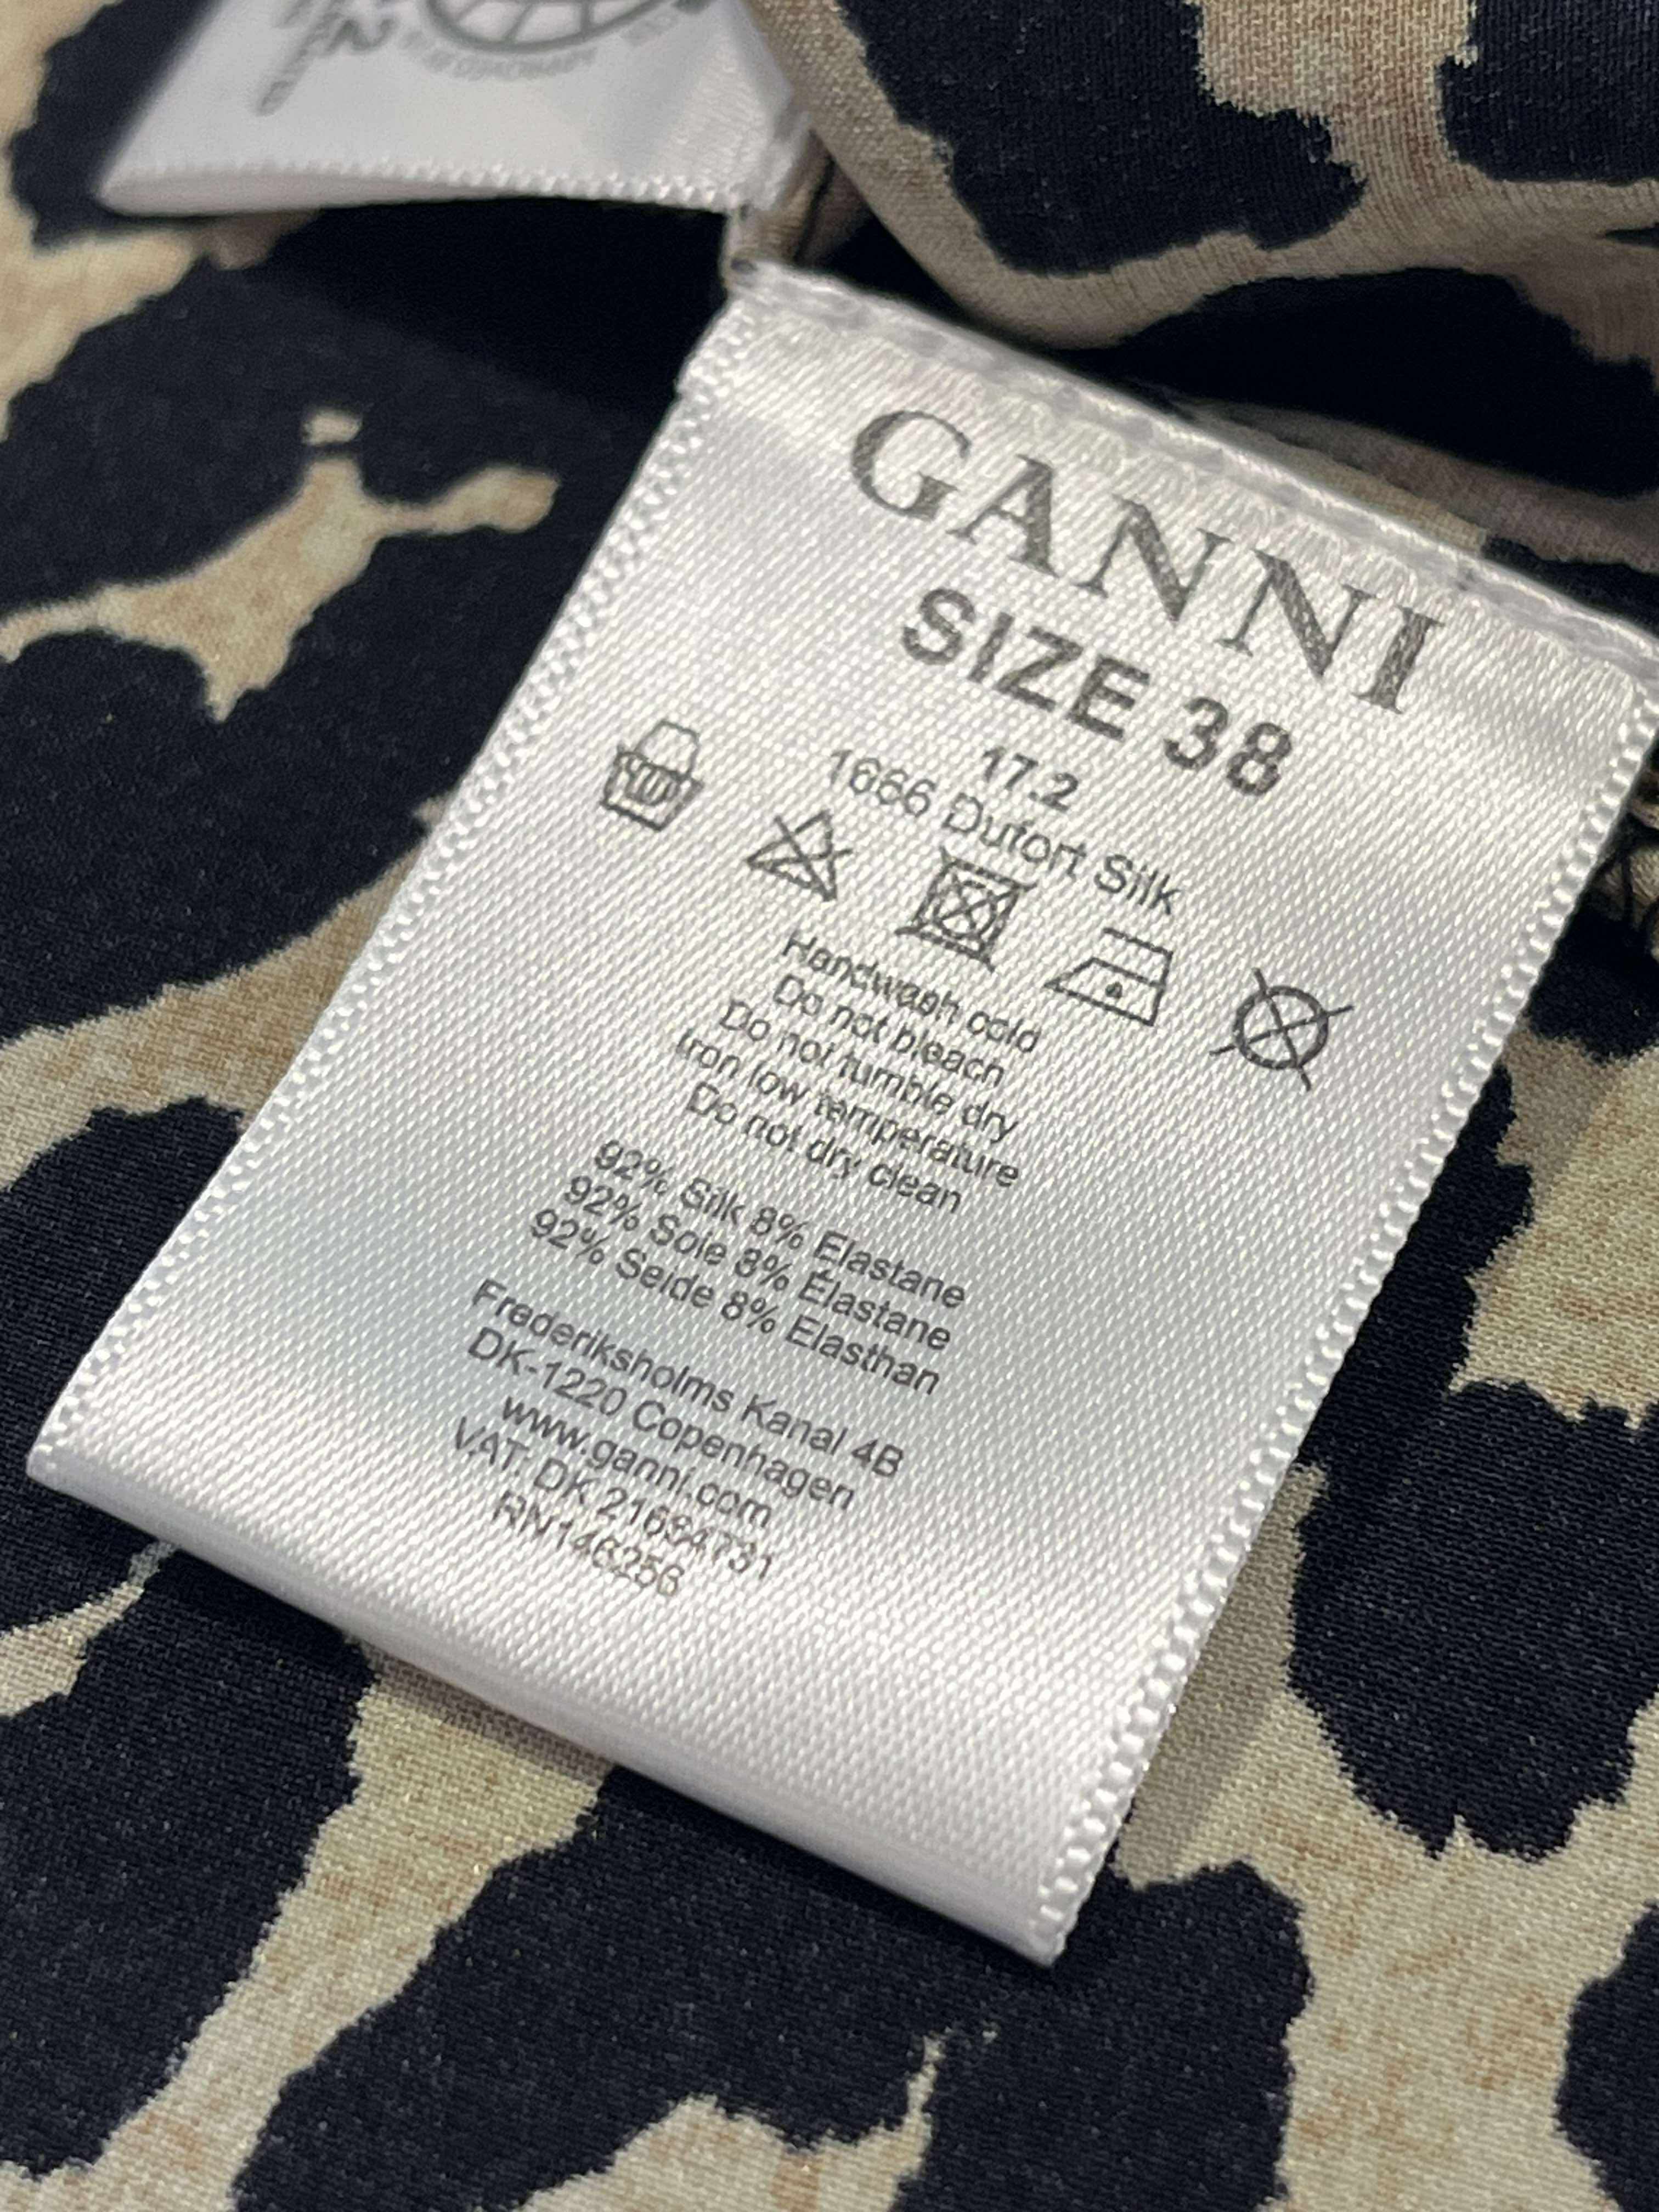 GANNI
SIZE 38
17.2
1666 Dufort Silk
Handwash cold
Do not bleach
Do not tumble dry
Iron low temperature
Do not dry clean
92% Silk 8% Elastane
92% Soie 8% Élastane
92% Seide 8% Elasthan
Frederiksholms Kanal 4B
DK-1220 Copenhagen
www.ganni.com
VAT: DK 21694731
RN146256